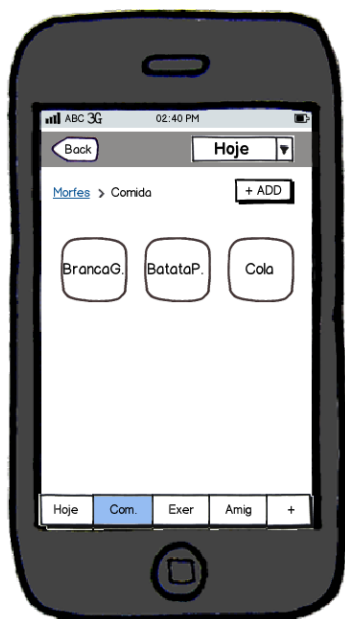 ABC 3G 02:40 PM
Back Hoje
Morfes > Comida + ADD
BrancaG. BatataP. Cola
Hoje Com. Exer Amig +